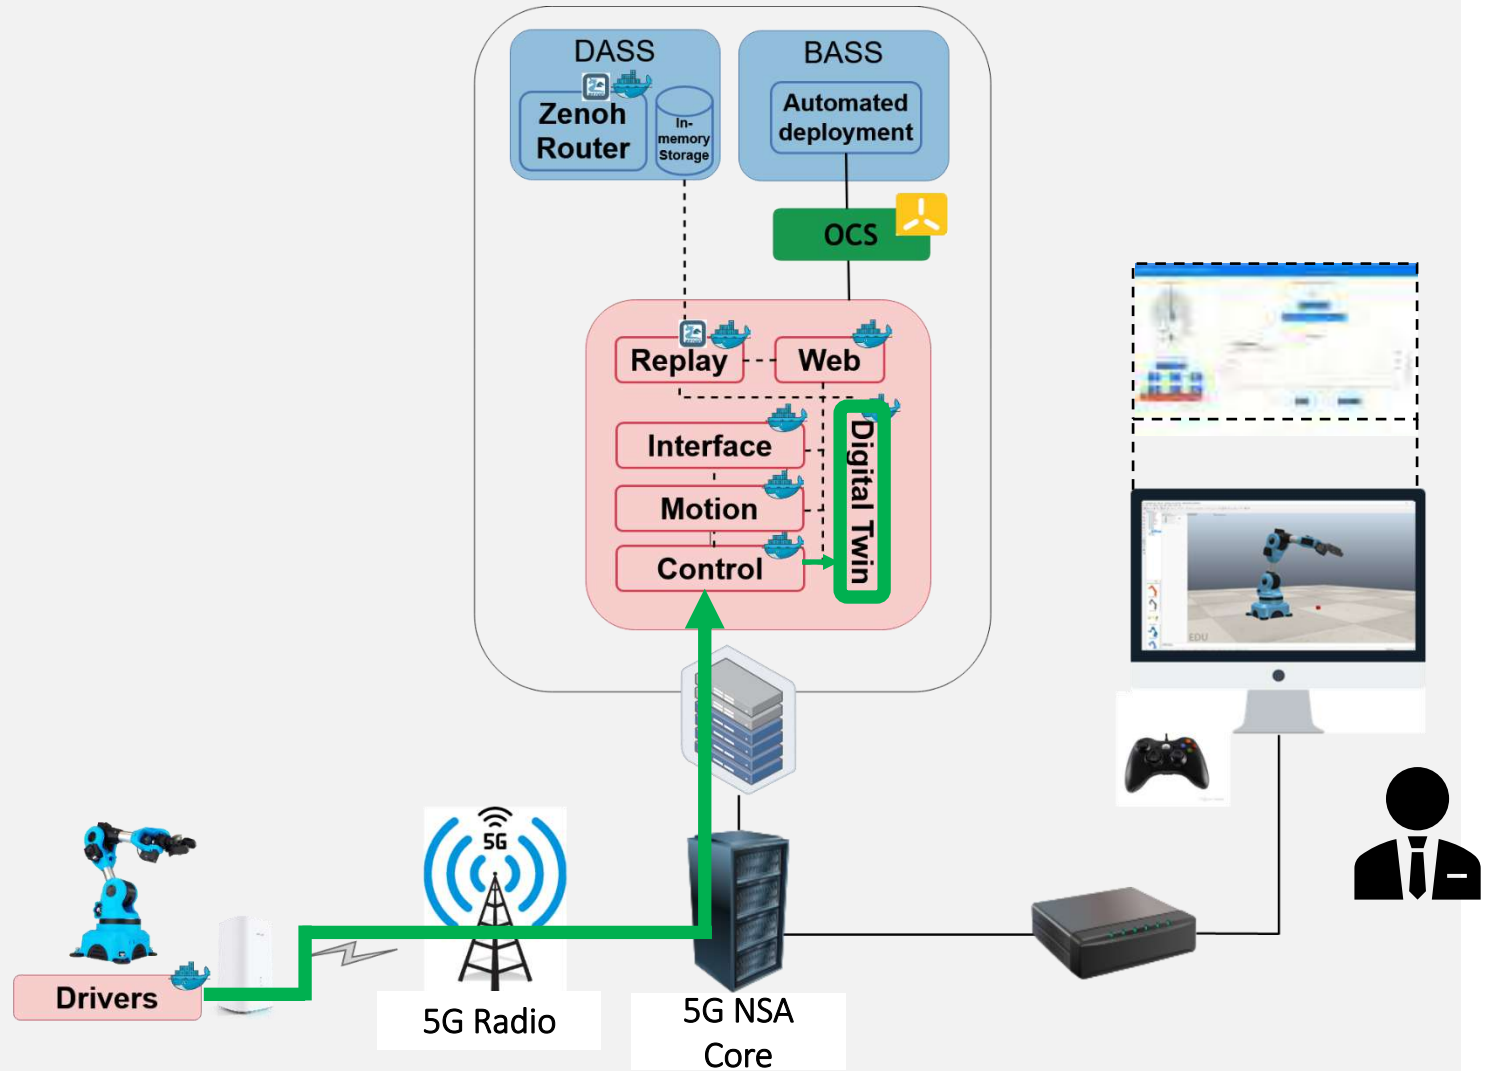 DASS
BASS
Zenoh
Router
In-
memory
Storage
Automated
deployment
OCS
Replay
Web
Interface
Motion
Control
Digital Twin
EDU
5G
Drivers
5G Radio
5G NSA
Core